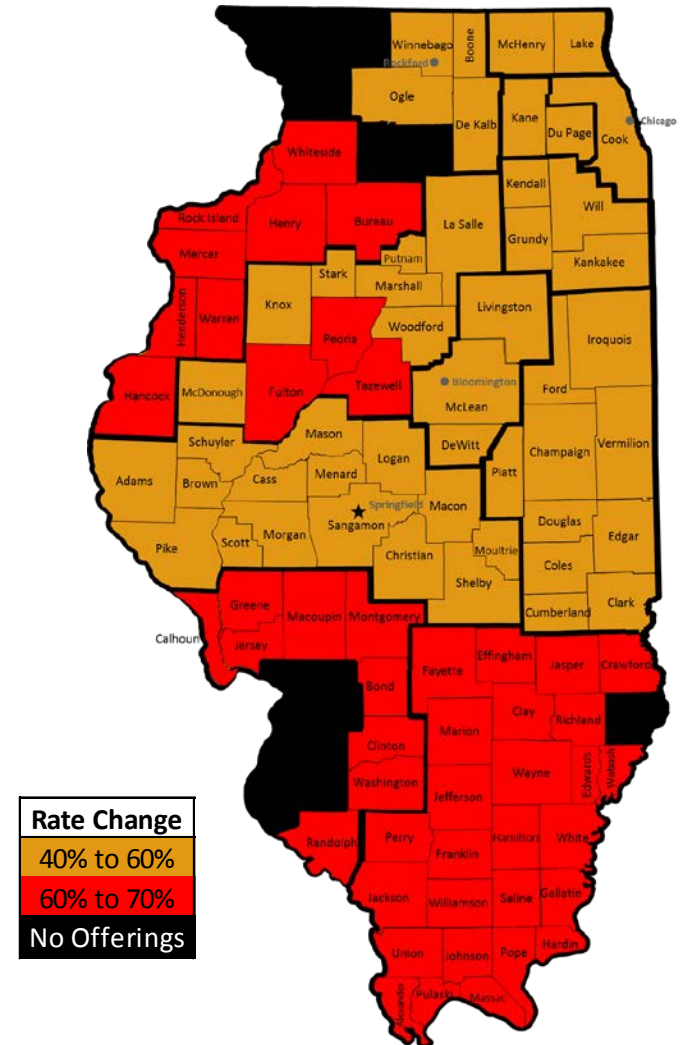 Winnebago
Boone
McHenry
Lake
Rockford
Ogle
De Kalb
Kane
Du Page
Cook
Chicago
Whiteside
Kendall
Will
Rock Island
Henry
Bureau
La Salle
Grundy
Mercer
Putnam
Kankakee
Stark
Marshall
Henderson
Warren
Knox
Livingston
Peoria
Woodford
Iroquois
Hancock
McDonough
Fulton
Tazewell
Bloomington
McLean
Ford
Mason
Schuyler
Logan
DeWitt
Champaign
Vermilion
Adams
Brown
Cass
Menard
Piatt
Springfield
Macon
Sangamon
Douglas
Pike
Scott
Morgan
Christian
Moultrie
Edgar
Coles
Shelby
Cumberland
Clark
Greene
Macoupin
Montgomery
Calhoun
Jersey
Effingham
Fayette
Jasper
Crawford
Bond
Clay
Richland
Marion
Clinton
Wayne
Edwards
Wabash
Washington
Jefferson
Randolph
Perry
Hamilton
White
Franklin
Jackson
Williamson
Saline
Gallatin
Union
Johnson
Pope
Hardin
Alexander
Pulaski
Massac
Rate Change
40% to 60%
60% to 70%
No Offerings